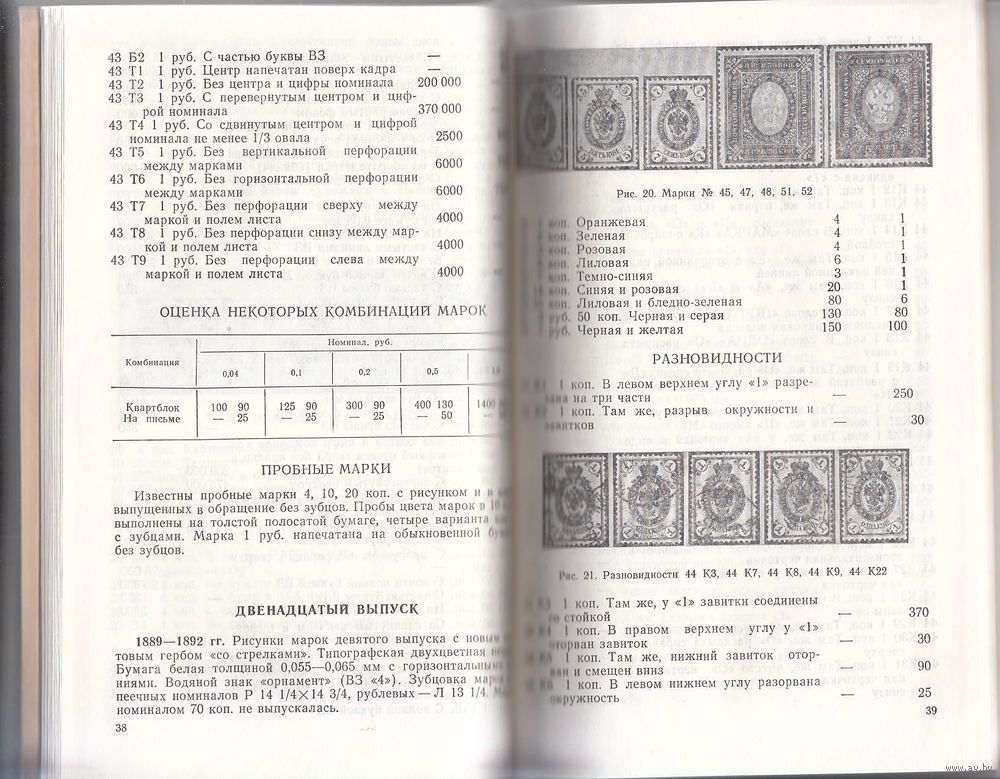 43 Б2 1 руб. С частью буквы ВЗ —
43 Т1 1 руб. Центр напечатан поверх кадра —
43 Т2 1 руб. Без центра и цифры номинала 200 000
43 Т3 1 руб. С перевернутым центром и циф-
рой номинала 370 000
43 Т4 1 руб. Со сдвинутым центром и цифрой
номинала не менее 1/3 овала 2500
43 Т5 1 руб. Без вертикальной перфорации
между марками 6000
43 Т6 1 руб. Без горизонтальной перфорации
между марками 6000
43 Т7 1 руб. Без перфорации сверху между
маркой и полем листа 4000
43 Т8 1 руб. Без перфорации снизу между мар-
кой и полем листа 4000
43 Т9 1 руб. Без перфорации слева между
маркой и полем листа 4000
ОЦЕНКА НЕКОТОРЫХ КОМБИНАЦИЙ МАРОК
Комбинация
Номинал, руб.
0,04 0,1 0,2 0,5
Квартблок 100 90 125 90 300 90 400 130 1400
На письме — 25 — 25 — 25 — 50
ПРОБНЫЕ МАРКИ
Известны пробные марки 4, 10, 20 коп. с рисунком и
выпущенных в обращение без зубцов. Пробы цвета марок в 10
выполнены на толстой полосатой бумаге, четыре варианта
с зубцами. Марка 1 руб. напечатана на обыкновенной
без зубцов.
ДВЕНАДЦАТЫЙ ВЫПУСК
1889—1892 гг. Рисунки марок девятого выпуска с новым
товым гербом «со стрелками». Типографская двухцветная
Бумага белая толщиной 0,055—0,065 мм с горизонтальными
ниями. Водяной знак «орнамент» (ВЗ «4»). Зубцовка
пеечных номиналов Р 14 1/4×14 3/4, рублевых — Л 13 1/4.
номиналом 70 коп. не выпускалась.
38
Рис. 20. Марки № 45, 47, 48, 51, 52
коп. Оранжевая 4 1
коп. Зеленая 4 1
коп. Розовая 4 1
коп. Лиловая 6 1
коп. Темно-синяя 3 1
коп. Синяя и розовая 20 1
коп. Лиловая и бледно-зеленая 80 6
руб. 50 коп. Черная и серая 130 80
руб. Черная и желтая 150 100
РАЗНОВИДНОСТИ
1 коп. В левом верхнем углу «1» разре-
на три части — 250
1 коп. Там же, разрыв окружности и
завитков — 30
Рис. 21. Разновидности 44 К3, 44 К7, 44 К8, 44 К9, 44 К22
1 коп. Там же, у «1» завитки соединены
со стойкой — 370
1 коп. В правом верхнем углу у «1»
оторван завиток — 30
1 коп. Там же, нижний завиток отор-
ван и смещен вниз — 90
1 коп. В левом нижнем углу разорвана
окружность — 25
39
www.ay.by